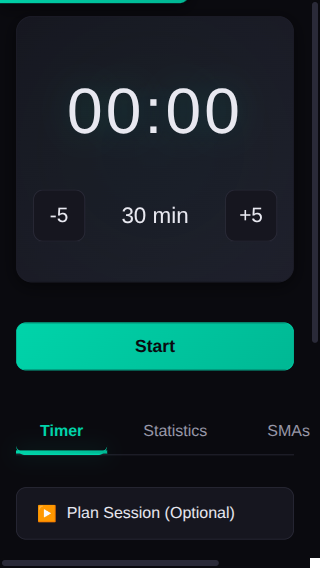 00:00
-5
30 min
+5
Start
Timer
Statistics
SMAs
Plan Session (Optional)